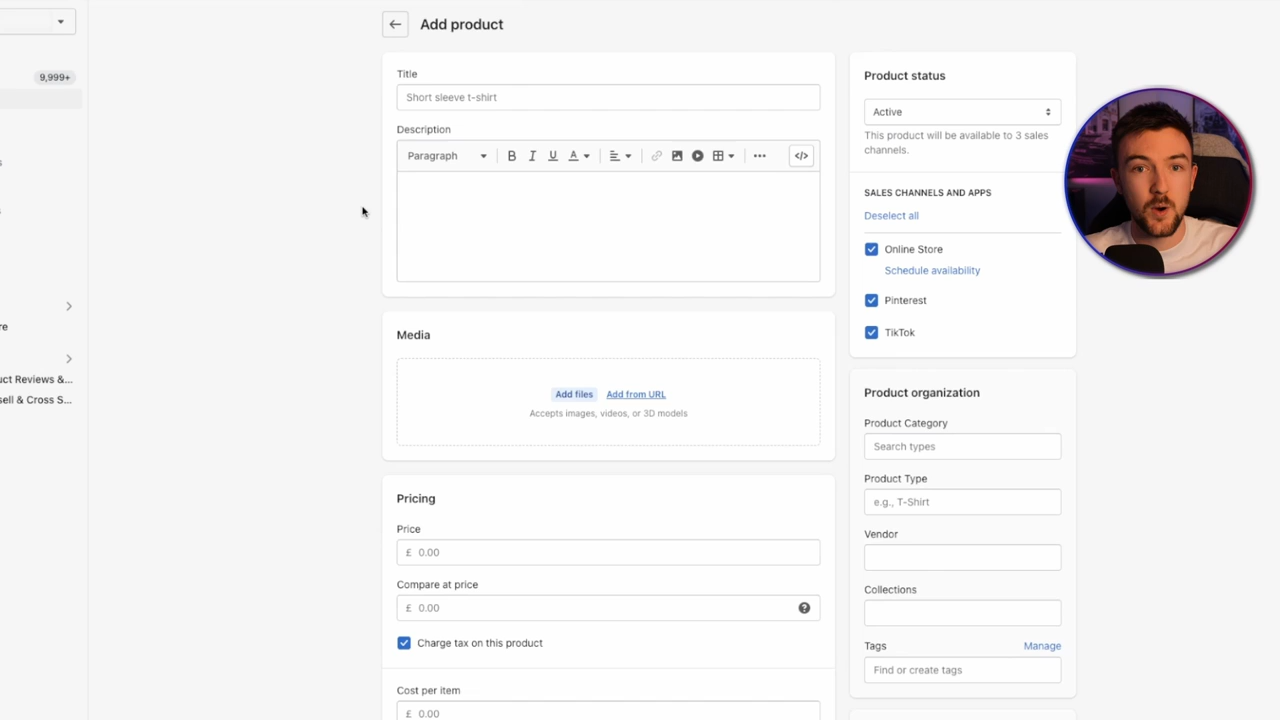 Add product
9,999+
re
uct Reviews &...
sell & Cross S...
Title
Short sleeve t-shirt
Description
Paragraph B I U A ... </>
Media
Add files Add from URL
Accepts images, videos, or 3D models
Pricing
Price
£ 0.00
Compare at price
£ 0.00 ?
Charge tax on this product
Cost per item
£ 0.00
Product status
Active
This product will be available to 3 sales
channels.
SALES CHANNELS AND APPS
Deselect all
Online Store
Schedule availability
Pinterest
TikTok
Product organization
Product Category
Search types
Product Type
e.g., T-Shirt
Vendor
Collections
Tags Manage
Find or create tags